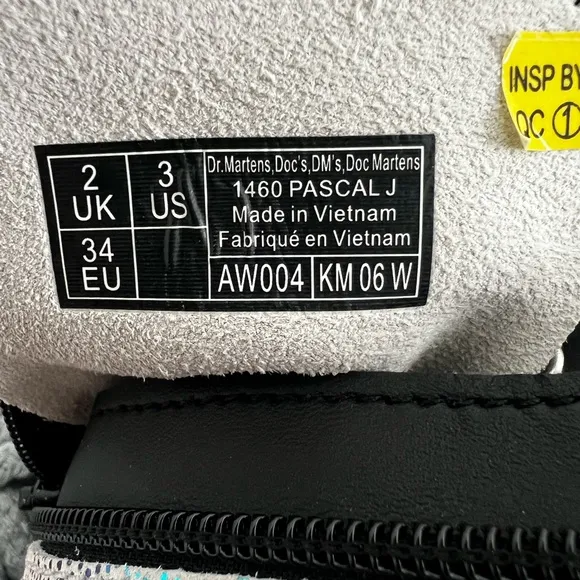 INSP BY
QC 1
2
UK
3
US
34
EU
Dr.Martens,Doc's,DM's,Doc Martens
1460 PASCAL J
Made in Vietnam
Fabriqué en Vietnam
AW004
KM 06 W